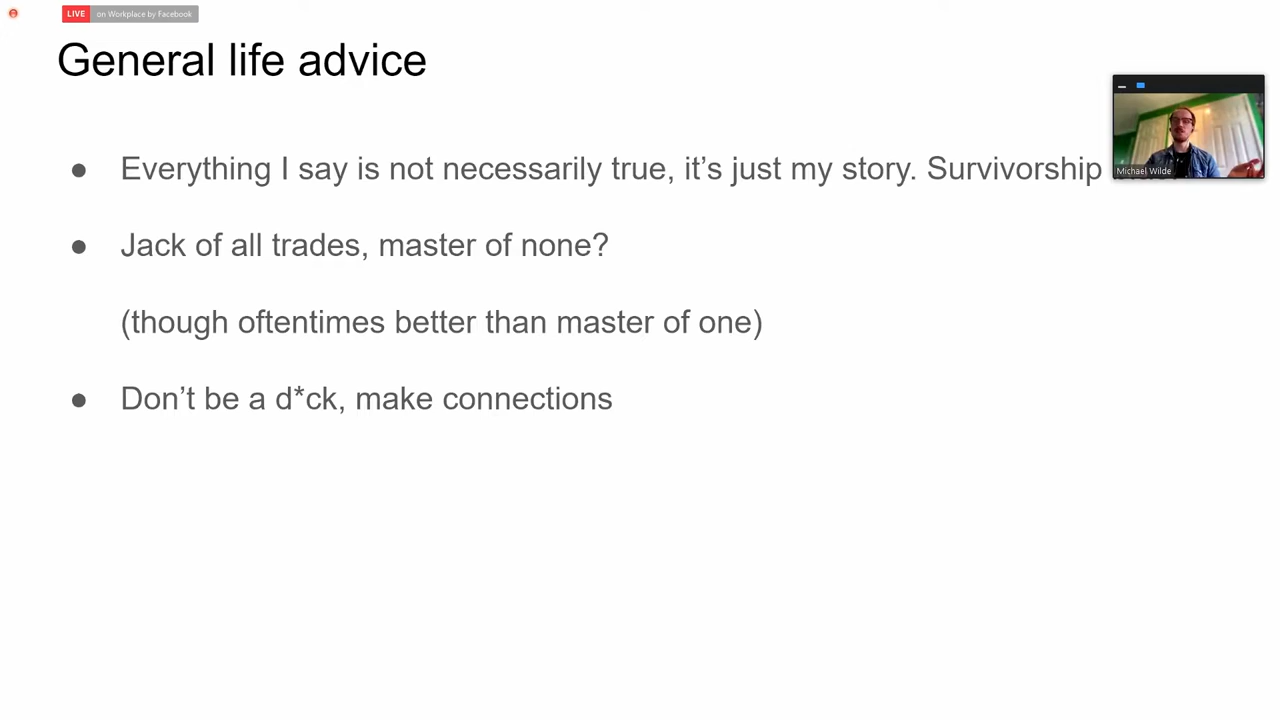 LIVE on Workplace by Facebook
General life advice
● Everything I say is not necessarily true, it’s just my story. Survivorship
Michael Wilde
● Jack of all trades, master of none?
(though oftentimes better than master of one)
● Don’t be a d*ck, make connections